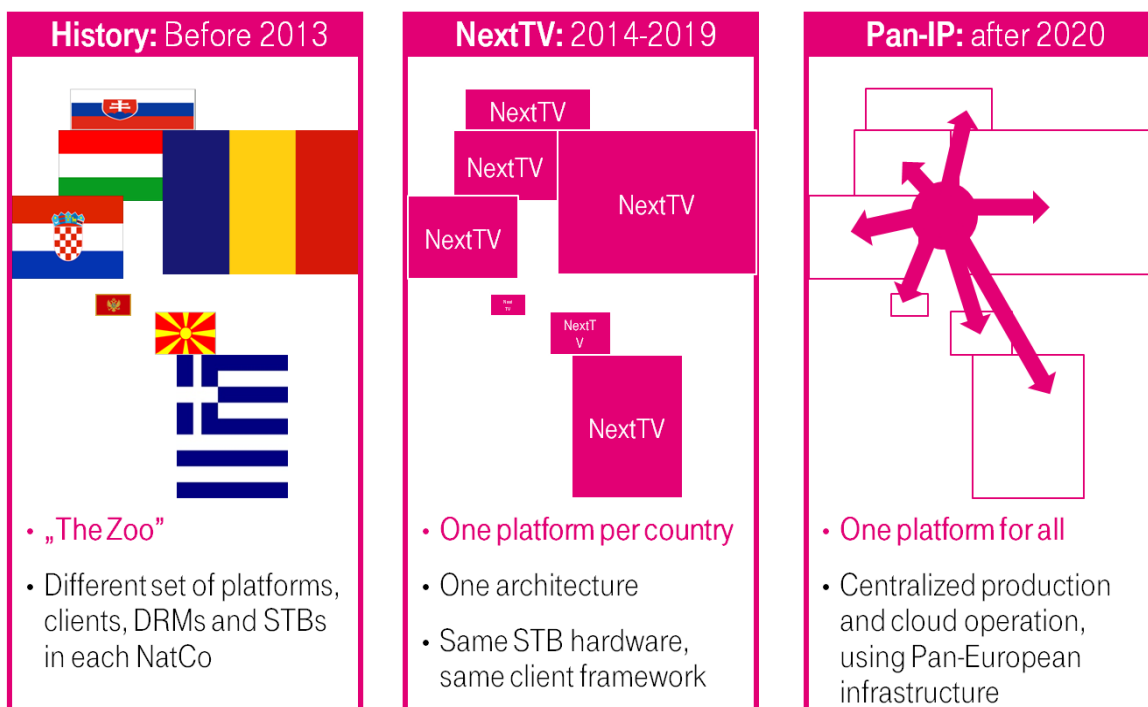 History: Before 2013
„The Zoo”
Different set of platforms,
clients, DRMs and STBs
in each NatCo
NextTV: 2014-2019
NextTV
NextTV
NextTV
NextTV
Next
TV
NextT
V
NextTV
One platform per country
One architecture
Same STB hardware,
same client framework
Pan-IP: after 2020
One platform for all
Centralized production
and cloud operation,
using Pan-European
infrastructure